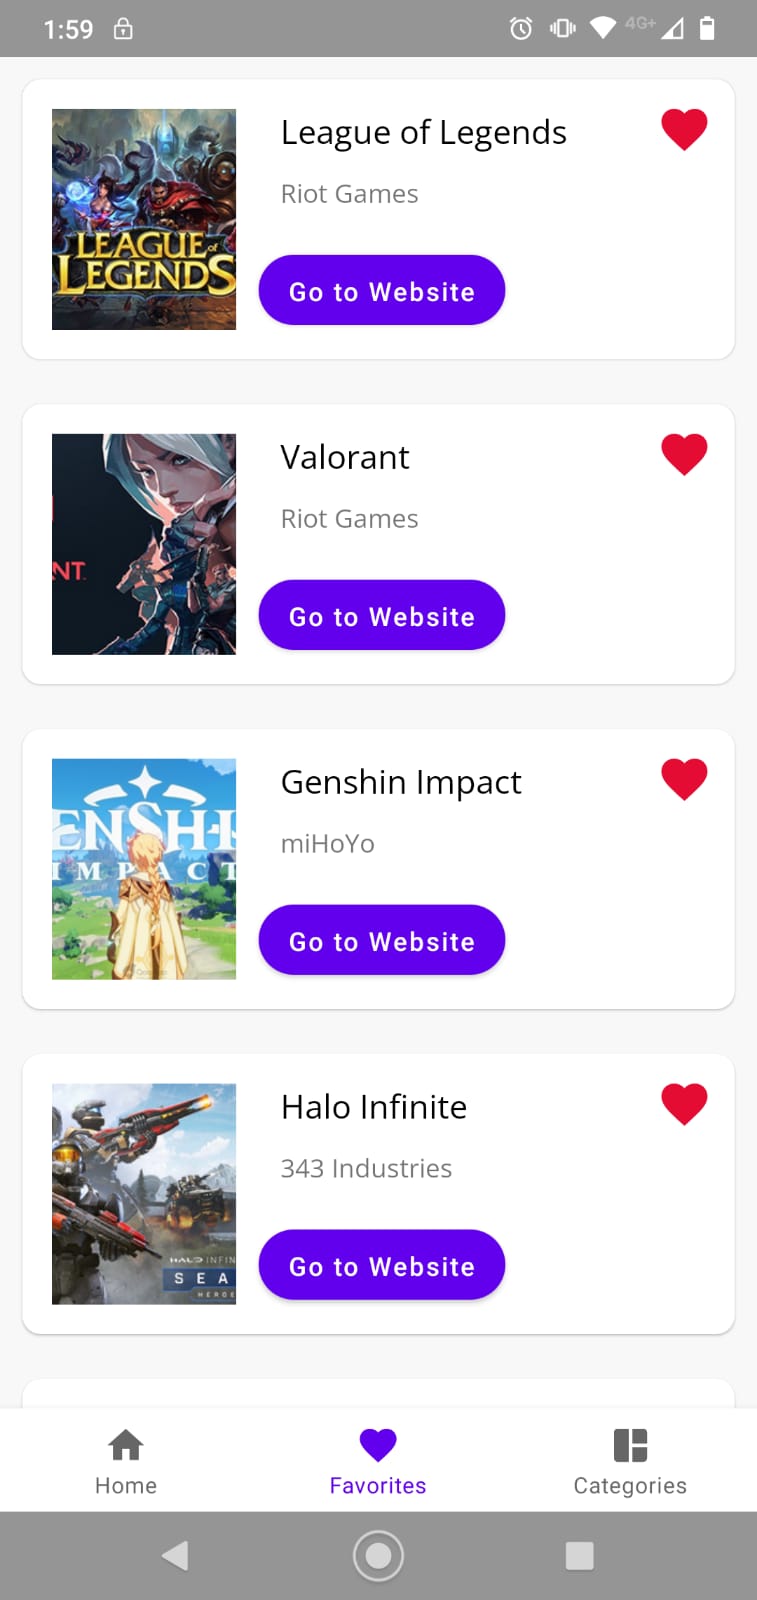 1:59
4G+
League of Legends
Riot Games
LEAGUE of
LEGENDS
Go to Website
Valorant
Riot Games
NT.
Go to Website
Genshin Impact
miHoYo
ENSHI
IMPACT
Go to Website
Halo Infinite
343 Industries
HALO INFIN
SEA
HEROE
Go to Website
Home
Favorites
Categories